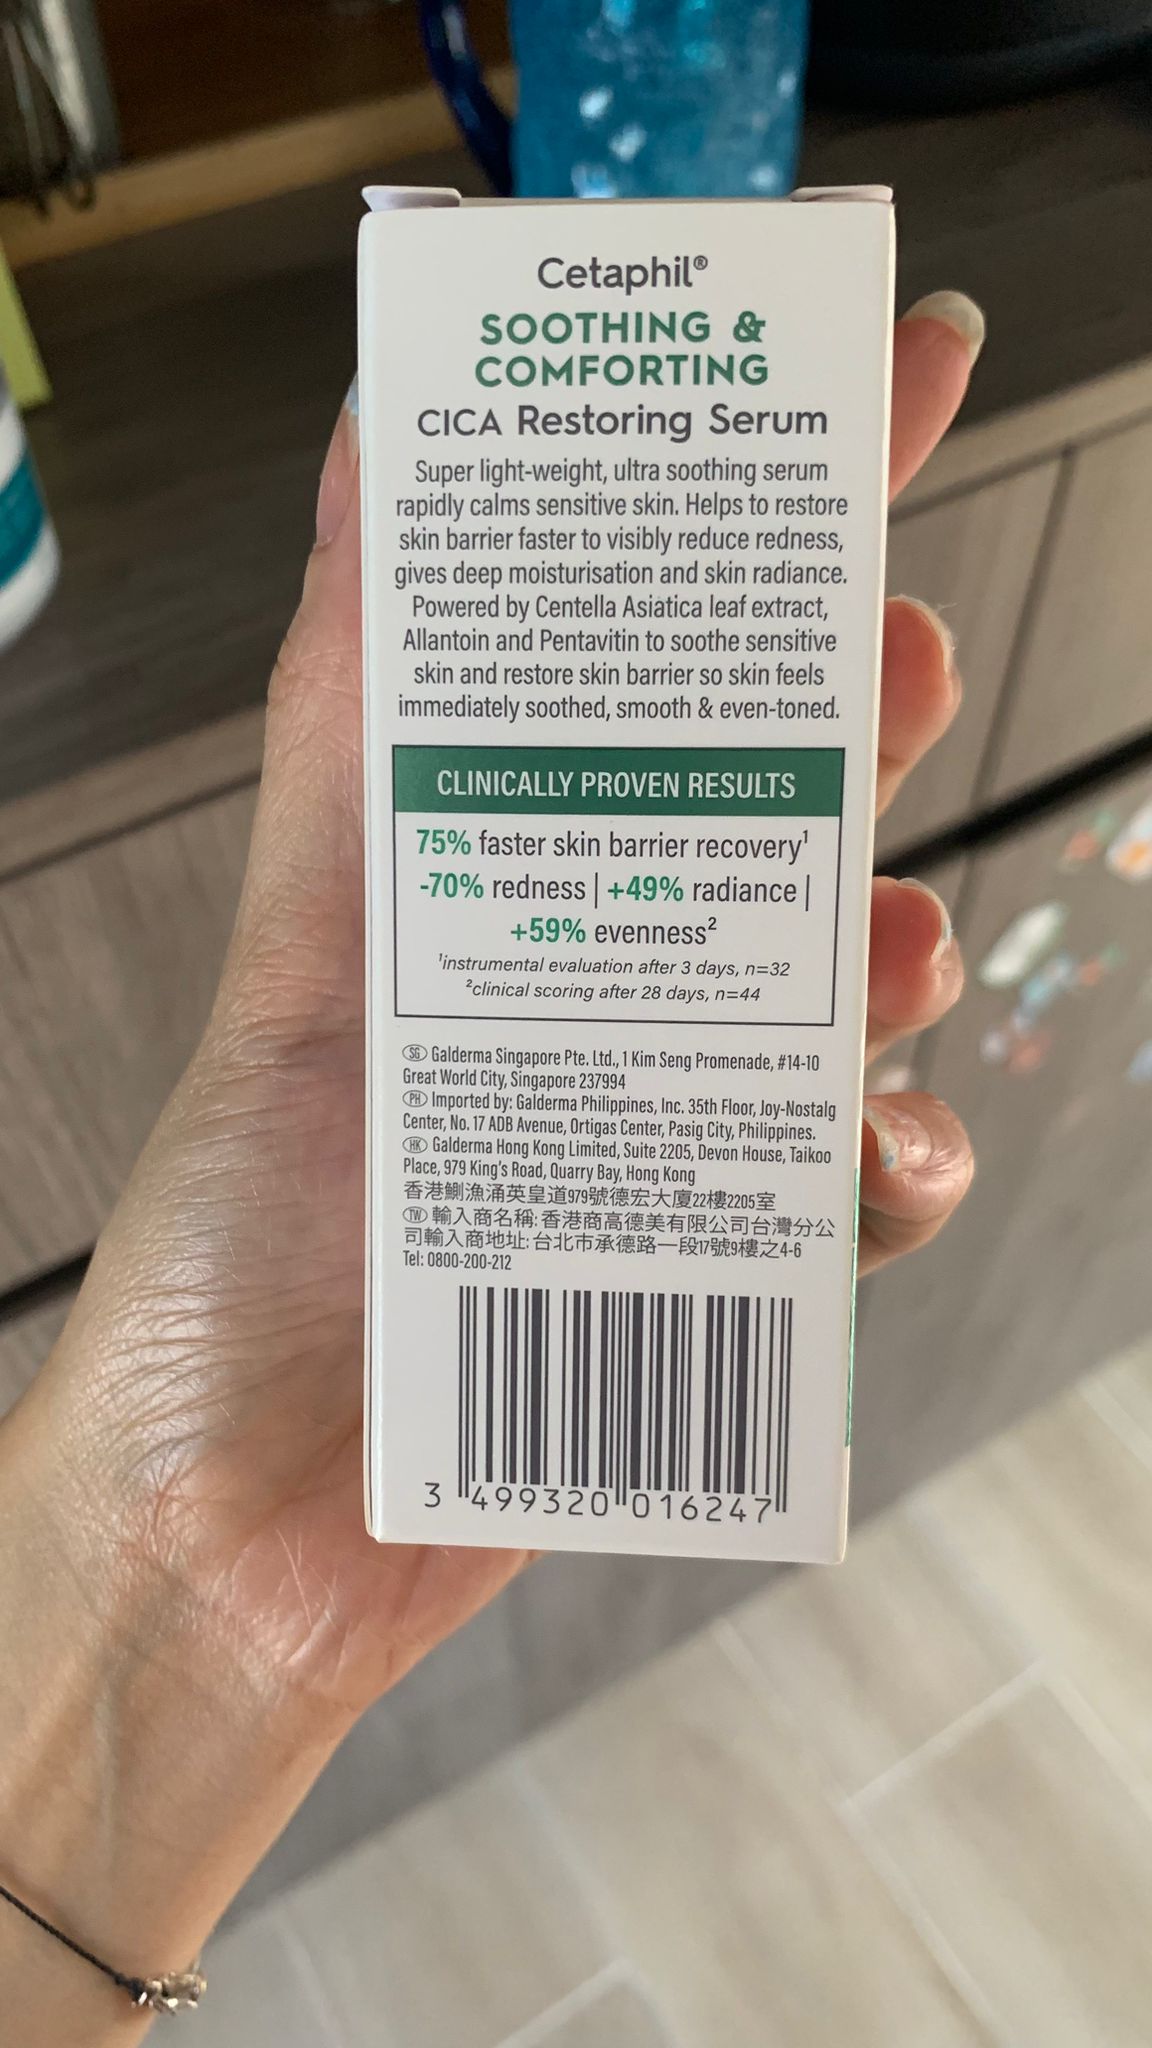 Cetaphil®
SOOTHING &
COMFORTING
CICA Restoring Serum
Super light-weight, ultra soothing serum
rapidly calms sensitive skin. Helps to restore
skin barrier faster to visibly reduce redness,
gives deep moisturisation and skin radiance.
Powered by Centella Asiatica leaf extract,
Allantoin and Pentavitin to soothe sensitive
skin and restore skin barrier so skin feels
immediately soothed, smooth & even-toned.
CLINICALLY PROVEN RESULTS
75% faster skin barrier recovery¹
-70% redness | +49% radiance |
+59% evenness²
¹instrumental evaluation after 3 days, n=32
²clinical scoring after 28 days, n=44
SG Galderma Singapore Pte. Ltd., 1 Kim Seng Promenade, #14-10
Great World City, Singapore 237994
PH Imported by: Galderma Philippines, Inc. 35th Floor, Joy-Nostalg
Center, No. 17 ADB Avenue, Ortigas Center, Pasig City, Philippines.
HK Galderma Hong Kong Limited, Suite 2205, Devon House, Taikoo
Place, 979 King's Road, Quarry Bay, Hong Kong
香港鰂漁涌英皇道979號德宏大廈22樓2205室
TW 輸入商名稱: 香港商高德美有限公司台灣分公
司輸入商地址: 台北市承德路一段17號9樓之4-6
Tel: 0800-200-212
3 499320 016247